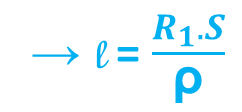 → ℓ = R₁.S / ρ